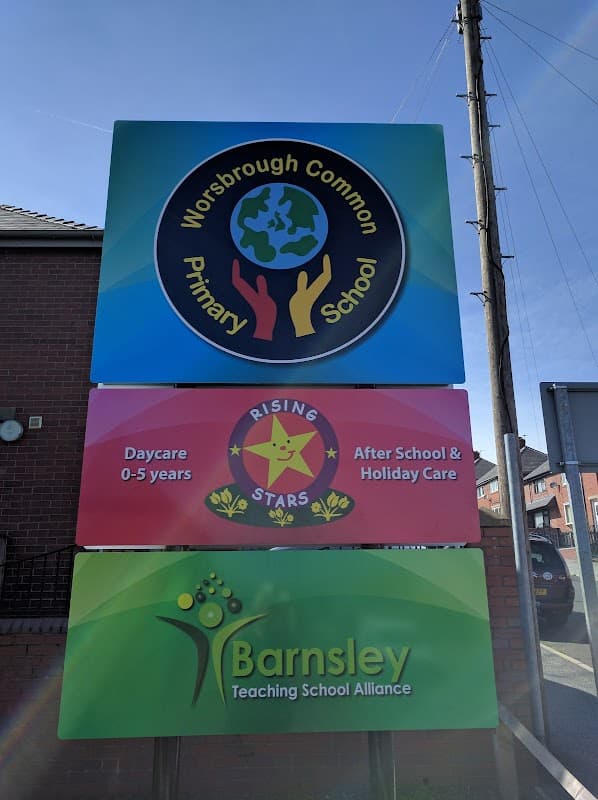 Worsbrough Common
Primary School
RISING
STARS
Daycare
0-5 years
After School &
Holiday Care
Barnsley
Teaching School Alliance